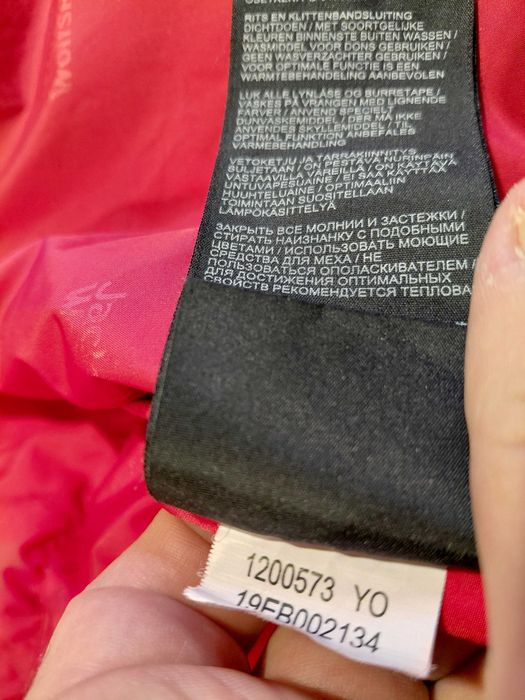 RITS EN KLITTENBANDSLUITING
DICHTDOEN / MET SOORTGELIJKE
KLEUREN BINNENSTE BUITEN WASSEN /
WASMIDDEL VOOR DONS GEBRUIKEN /
GEEN WASVERZACHTER GEBRUIKEN /
VOOR OPTIMALE FUNCTIE IS EEN
WARMTEBEHANDELING AANBEVOLEN
LUK ALLE LYNLÅSE OG BURRETAPE /
VASKES PÅ VRANGEN MED LIGNENDE
FARVER / ANVEND SPECIELT
DUNVASKEMIDDEL / DER MÅ IKKE
ANVENDES SKYLLEMIDDEL / TIL
OPTIMAL FUNKTION ANBEFALES
VARMEBEHANDLING
VETOKETJU JA TARRAKIINNITYS
SULJETAAN / ON PESTÄVÄ NURINPÄIN
VASTAAVILLA VÄREILLÄ / ON KÄYTÄVÄ
UNTUVAPESUAINE / EI SAA KÄYTTÄÄ
HUUHTELUAINE / OPTIMAALIIN
TOIMINTAAN SUOSITELLAAN
LÄMPÖKÄSITTELYÄ
ЗАКРЫТЬ ВСЕ МОЛНИИ И ЗАСТЕЖКИ /
СТИРАТЬ НАИЗНАНКУ С ПОДОБНЫМИ
ЦВЕТАМИ / ИСПОЛЬЗОВАТЬ МОЮЩИЕ
СРЕДСТВА ДЛЯ МЕХА / НЕ
ПОЛЬЗОВАТЬСЯ ОПОЛАСКИВАТЕЛЕМ /
ДЛЯ ДОСТИЖЕНИЯ ОПТИМАЛЬНЫХ
СВОЙСТВ РЕКОМЕНДУЕТСЯ ТЕПЛОВА
1200573 YO
19FB002134